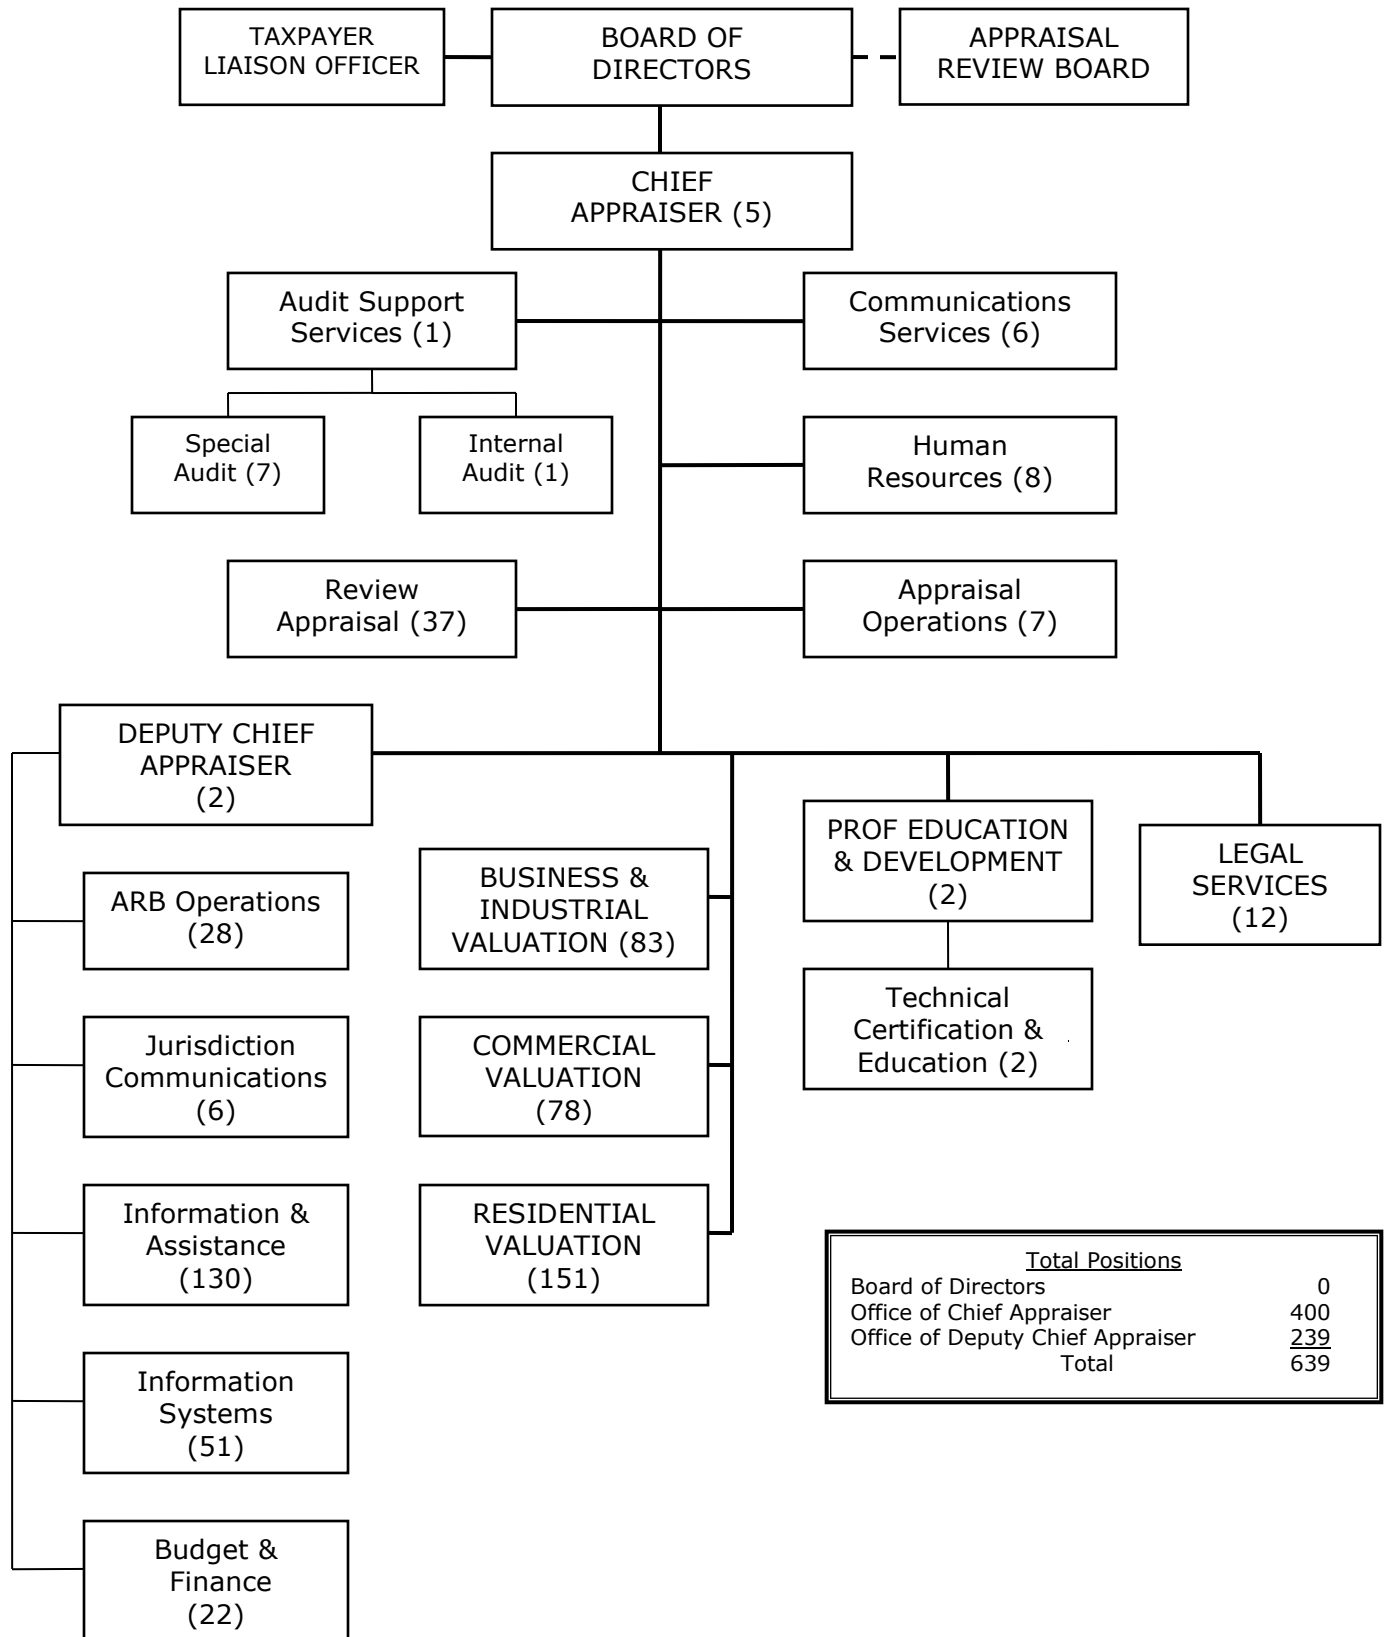 TAXPAYER
LIAISON OFFICER
BOARD OF
DIRECTORS
APPRAISAL
REVIEW BOARD
CHIEF
APPRAISER (5)
Audit Support
Services (1)
Communications
Services (6)
Special
Audit (7)
Internal
Audit (1)
Human
Resources (8)
Review
Appraisal (37)
Appraisal
Operations (7)
DEPUTY CHIEF
APPRAISER
(2)
ARB Operations
(28)
Jurisdiction
Communications
(6)
Information &
Assistance
(130)
Information
Systems
(51)
Budget &
Finance
(22)
BUSINESS &
INDUSTRIAL
VALUATION (83)
COMMERCIAL
VALUATION
(78)
RESIDENTIAL
VALUATION
(151)
PROF EDUCATION
& DEVELOPMENT
(2)
Technical
Certification &
Education (2)
LEGAL
SERVICES
(12)
Total Positions
Board of Directors 0
Office of Chief Appraiser 400
Office of Deputy Chief Appraiser 239
Total 639